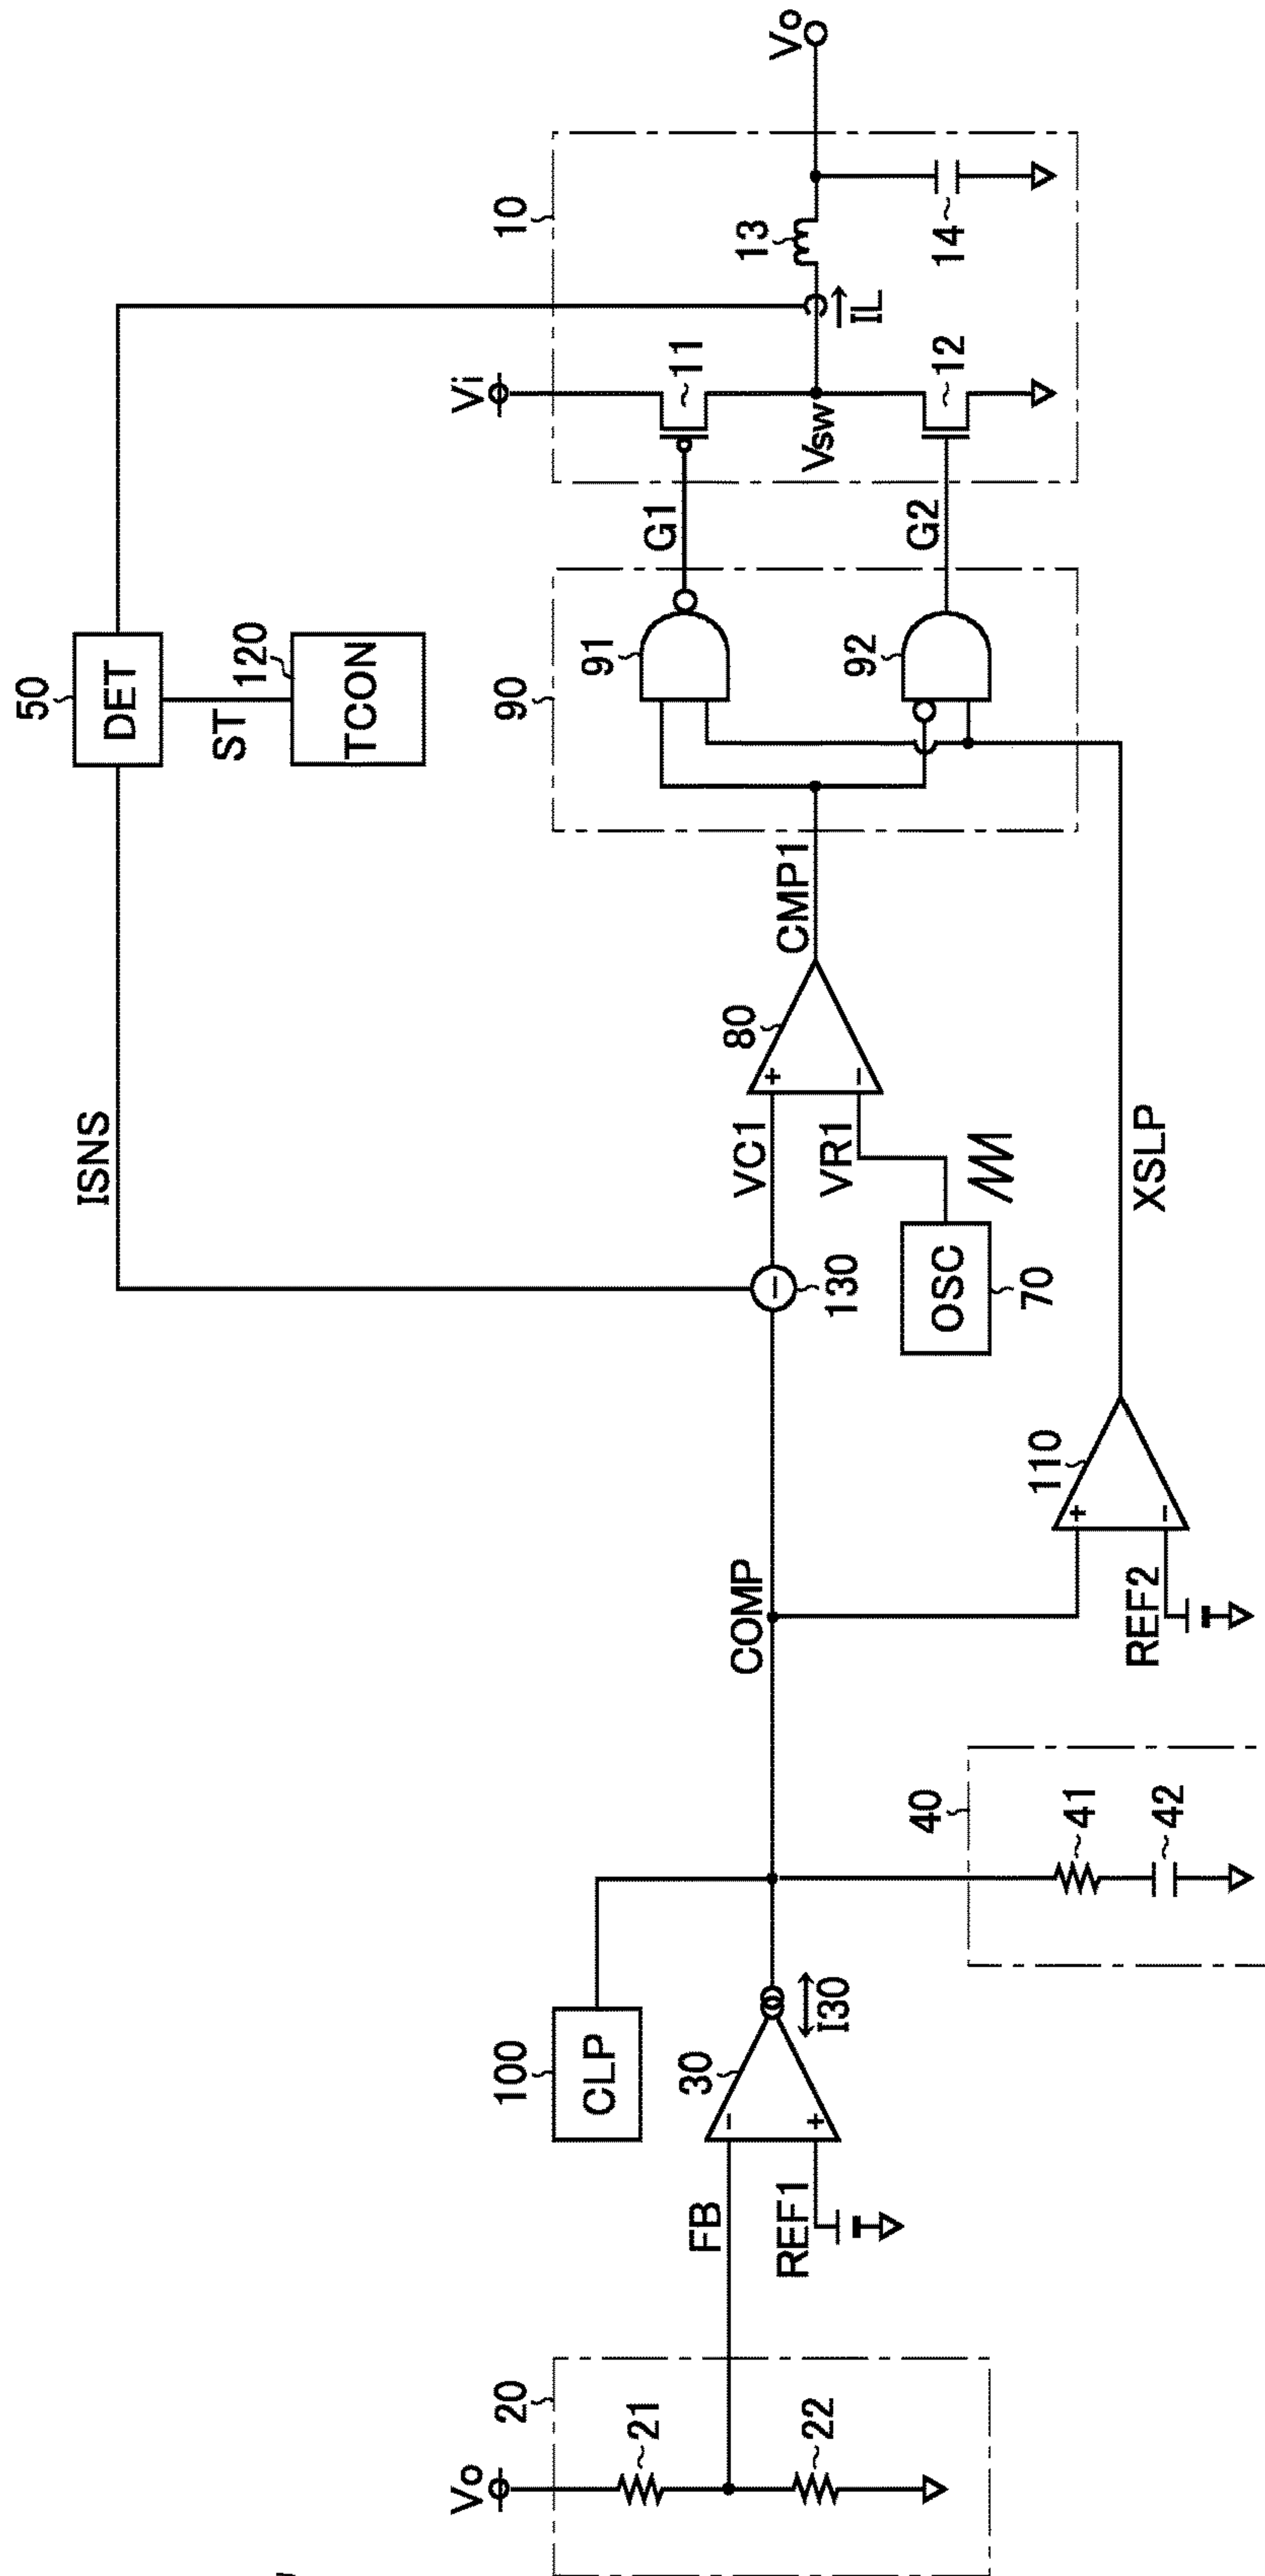 Vo
20
21
22
FB
REF1
30
I30
100
CLP
40
41
42
COMP
REF2
110
XSLP
ISNS
130
VC1
VR1
OSC
70
80
CMP1
50
DET
ST
120
TCON
90
91
92
G1
G2
10
Vi
11
12
Vsw
IL
13
14
Vo
+
−
+
−
+
−
−